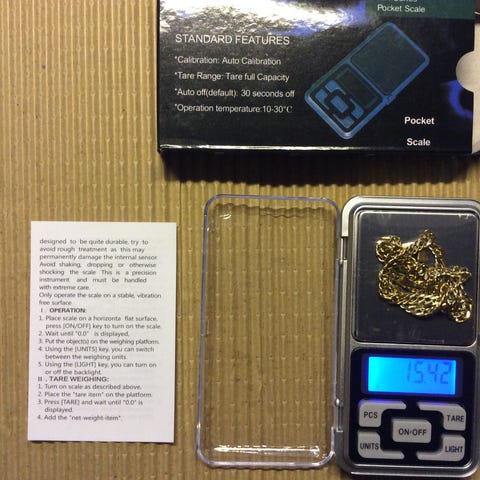 Pocket Scale
STANDARD FEATURES
*Calibration: Auto Calibration
*Tare Range: Tare full Capacity
*Auto off(default): 30 seconds off
*Operation temperature:10-30°C
Pocket
Scale
designed to be quite durable, try to
avoid rough treatment as this may
permanently damage the internal sensor.
Avoid shaking, dropping or otherwise
shocking the scale This is a precision
instrument and must be handled
with extreme care.
Only operate the scale on a stable, vibration
free surface
I . OPERATION:
1. Place scale on a horizonta flat surface,
press [ON/OFF] key to turn on the scale.
2. Wait until "0.0" is displayed,
3. Put the object(s) on the weighing platform.
4. Using the [UNITS] key, you can switch
between the weighing units.
5. Using the [LIGHT] key, you can turn on
or off the backlight.
II . TARE WEIGHING:
1. Turn on scale as described above.
2. Place the "tare item" on the platform
3. Press [TARE] and wait until "0.0" is
displayed.
4. Add the "net-weight-item".
15.42
PCS
TARE
ON-OFF
UNITS
LIGHT